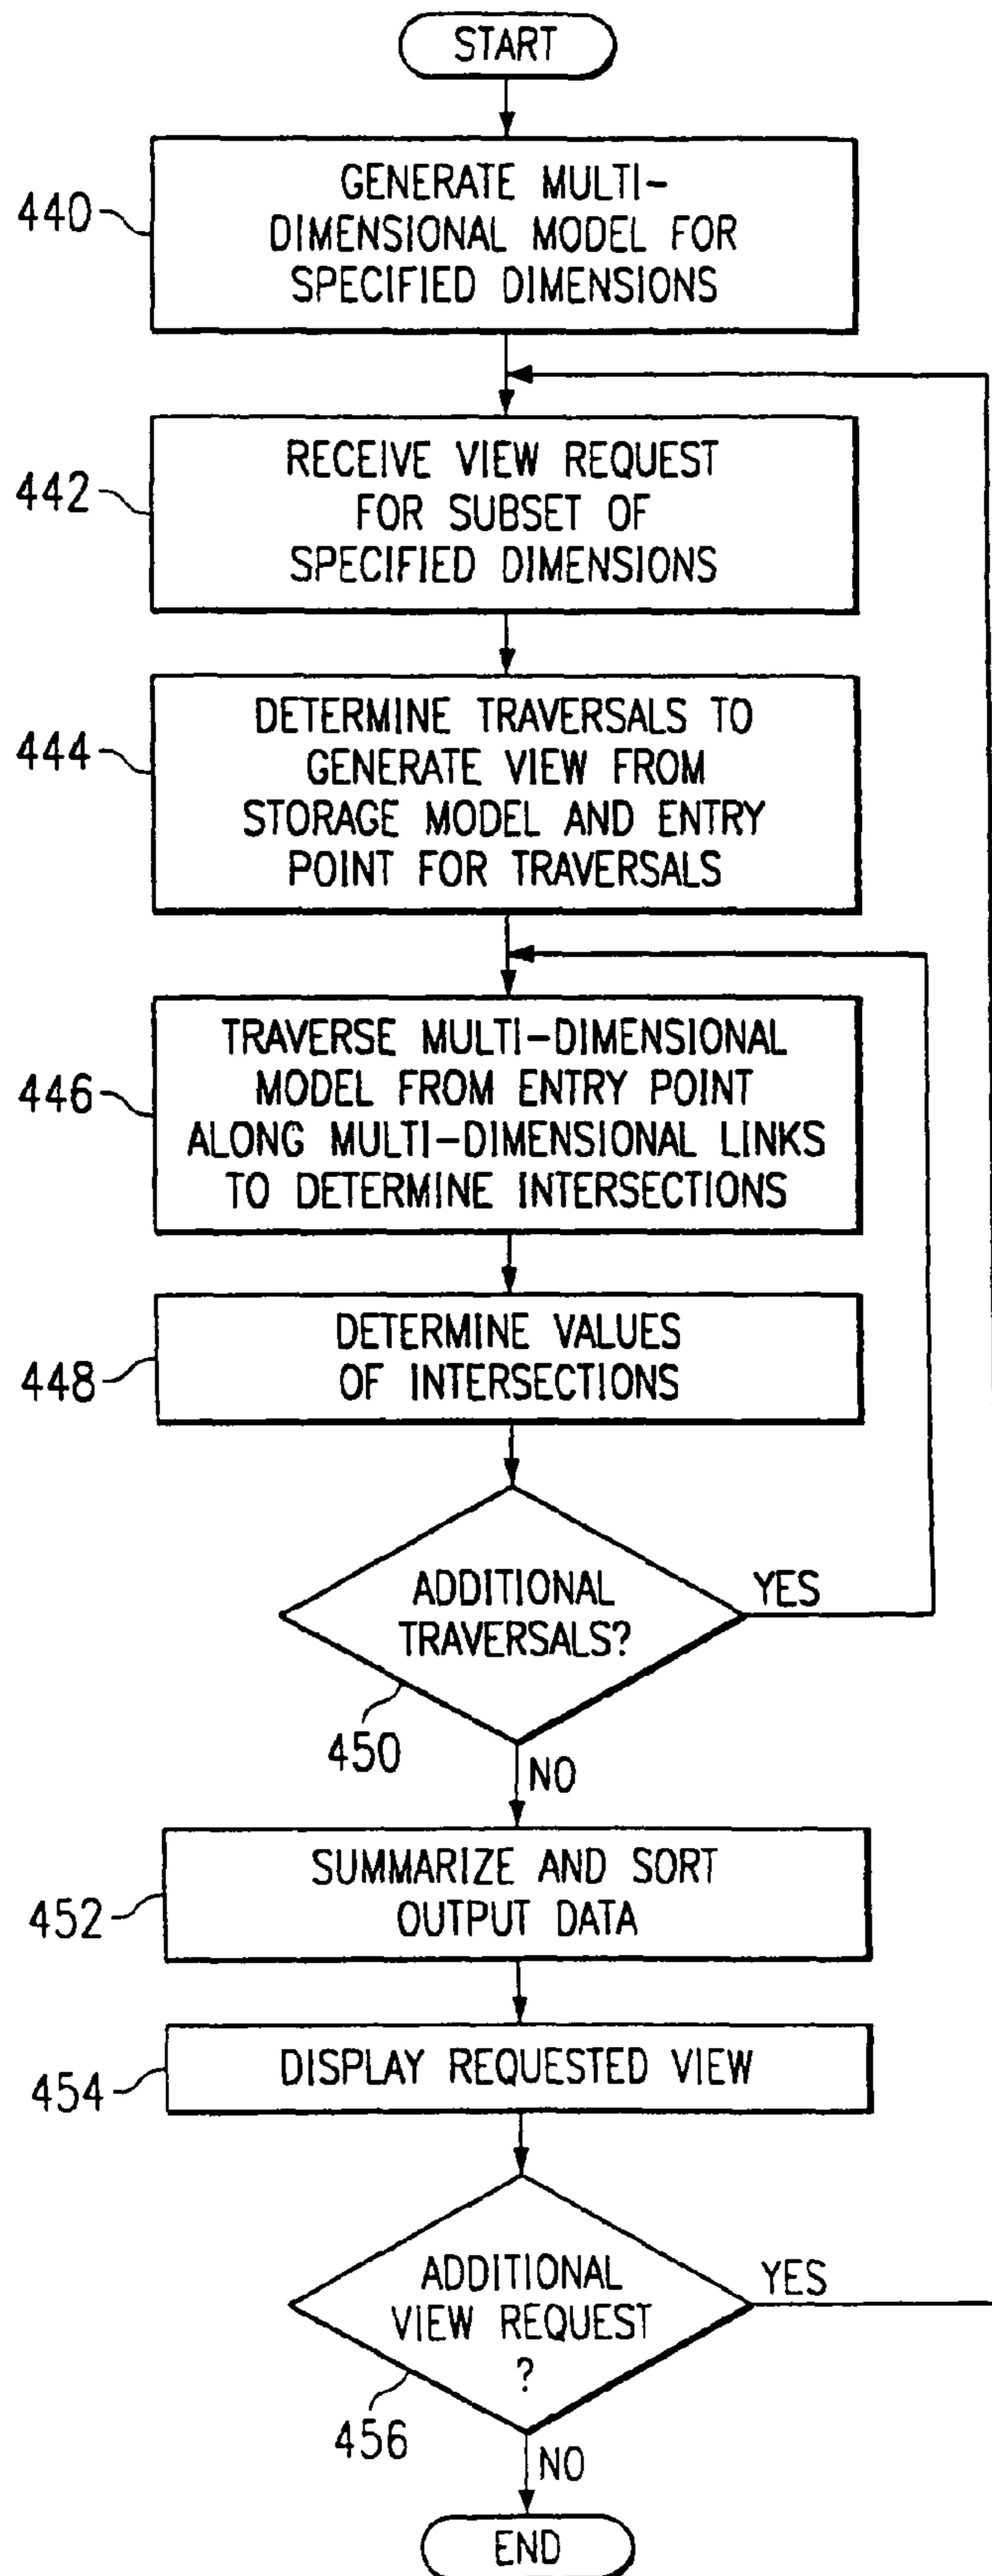 START
440
GENERATE MULTI-
DIMENSIONAL MODEL FOR
SPECIFIED DIMENSIONS
442
RECEIVE VIEW REQUEST
FOR SUBSET OF
SPECIFIED DIMENSIONS
444
DETERMINE TRAVERSALS TO
GENERATE VIEW FROM
STORAGE MODEL AND ENTRY
POINT FOR TRAVERSALS
446
TRAVERSE MULTI-DIMENSIONAL
MODEL FROM ENTRY POINT
ALONG MULTI-DIMENSIONAL LINKS
TO DETERMINE INTERSECTIONS
448
DETERMINE VALUES
OF INTERSECTIONS
ADDITIONAL
TRAVERSALS?
YES
450
NO
452
SUMMARIZE AND SORT
OUTPUT DATA
454
DISPLAY REQUESTED VIEW
ADDITIONAL
VIEW REQUEST
?
YES
456
NO
END